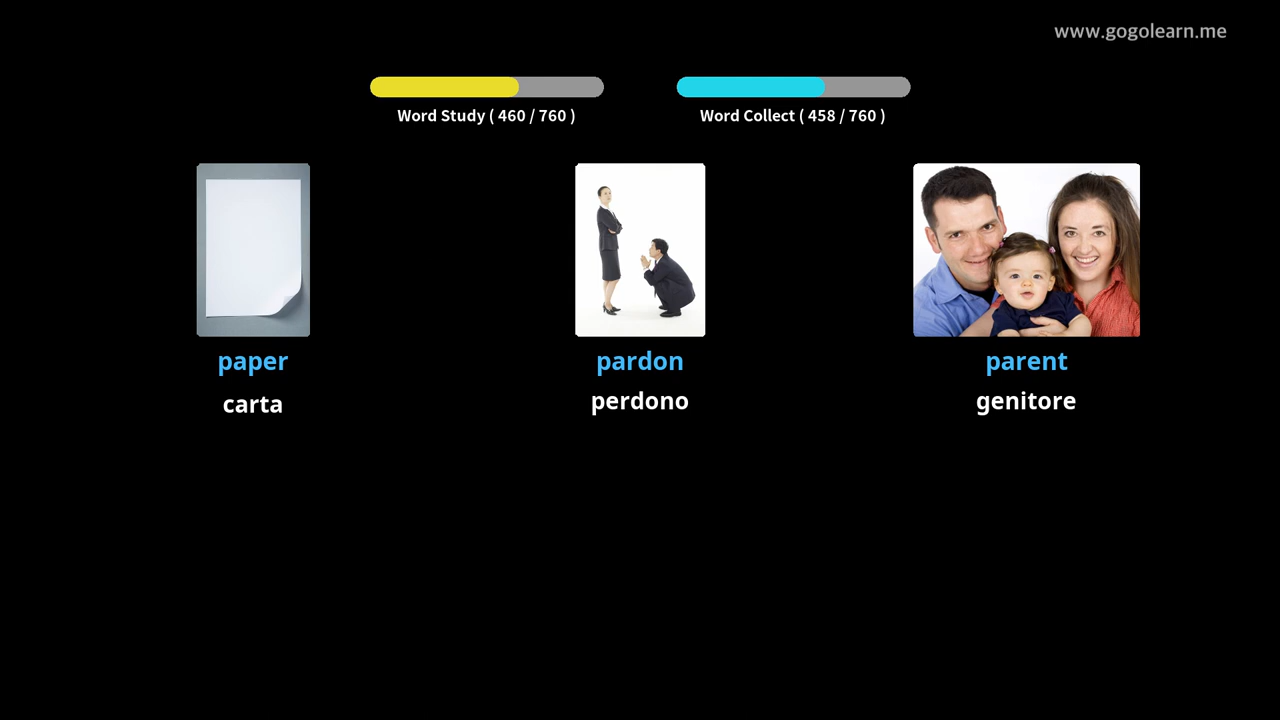 www.gogolearn.me
Word Study ( 460 / 760 )
Word Collect ( 458 / 760 )
paper
carta
pardon
perdono
parent
genitore